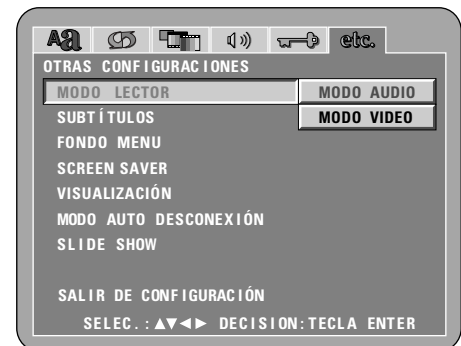 Aa etc.
OTRAS CONFIGURACIONES
MODO LECTOR MODO AUDIO
SUBTÍTULOS MODO VIDEO
FONDO MENU
SCREEN SAVER
VISUALIZACIÓN
MODO AUTO DESCONEXIÓN
SLIDE SHOW
SALIR DE CONFIGURACIÓN
SELEC.:▲▼◄► DECISION:TECLA ENTER